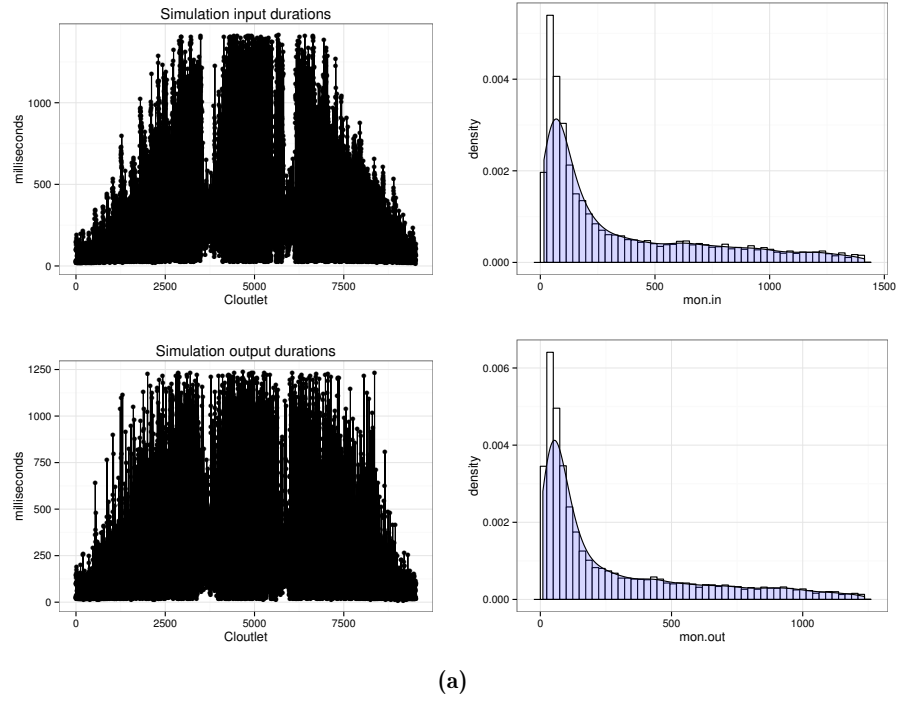 Simulation input durations
milliseconds
1000
500
0
0 2500 5000 7500
Cloutlet
density
0.004
0.002
0.000
0 500 1000 1500
mon.in
Simulation output durations
milliseconds
1250
1000
750
500
250
0
0 2500 5000 7500
Cloutlet
density
0.006
0.004
0.002
0.000
0 500 1000
mon.out
(a)